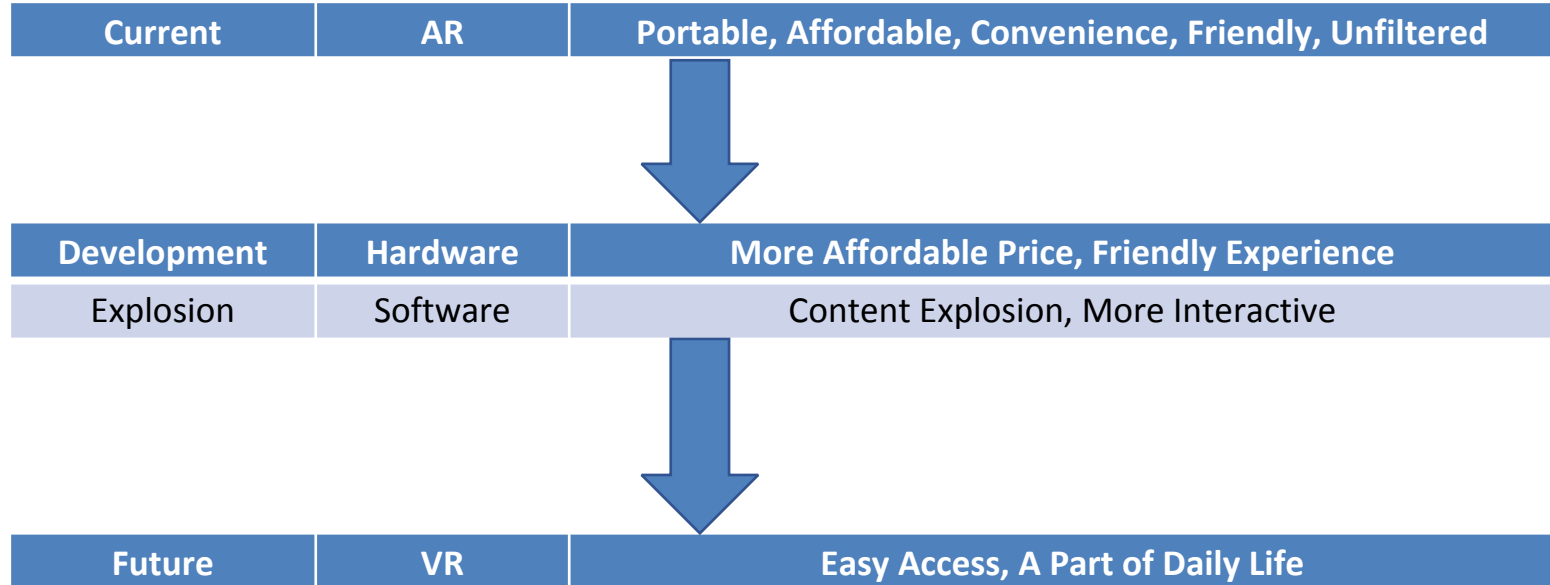 Current AR Portable, Affordable, Convenience, Friendly, Unfiltered
Development Hardware More Affordable Price, Friendly Experience
Explosion Software Content Explosion, More Interactive
Future VR Easy Access, A Part of Daily Life